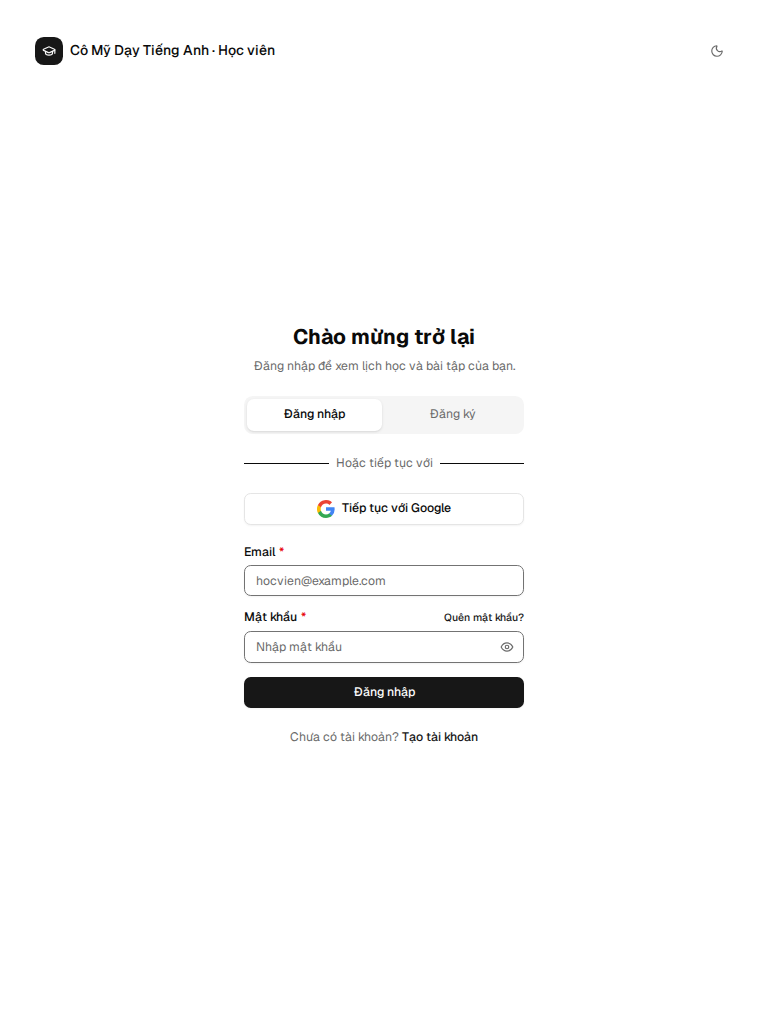 Cô Mỹ Dạy Tiếng Anh · Học viên
Chào mừng trở lại
Đăng nhập để xem lịch học và bài tập của bạn.
Đăng nhập
Đăng ký
Hoặc tiếp tục với
Tiếp tục với Google
Email *
hocvien@example.com
Mật khẩu *
Quên mật khẩu?
Nhập mật khẩu
Đăng nhập
Chưa có tài khoản? Tạo tài khoản